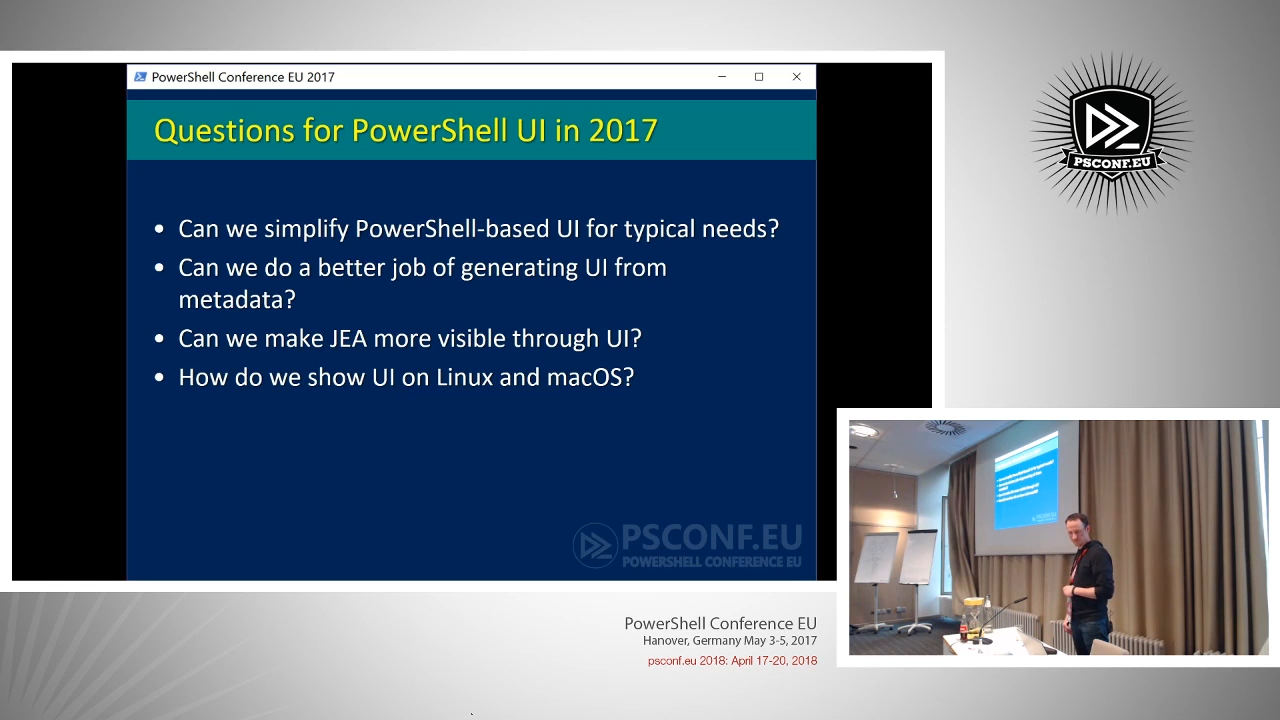 PowerShell Conference EU 2017
Questions for PowerShell UI in 2017
• Can we simplify PowerShell-based UI for typical needs?
• Can we do a better job of generating UI from
metadata?
• Can we make JEA more visible through UI?
• How do we show UI on Linux and macOS?
PSCONF.EU
POWERSHELL CONFERENCE EU
PSCONF.EU
PowerShell Conference EU
Hanover, Germany May 3-5, 2017
psconf.eu 2018: April 17-20, 2018